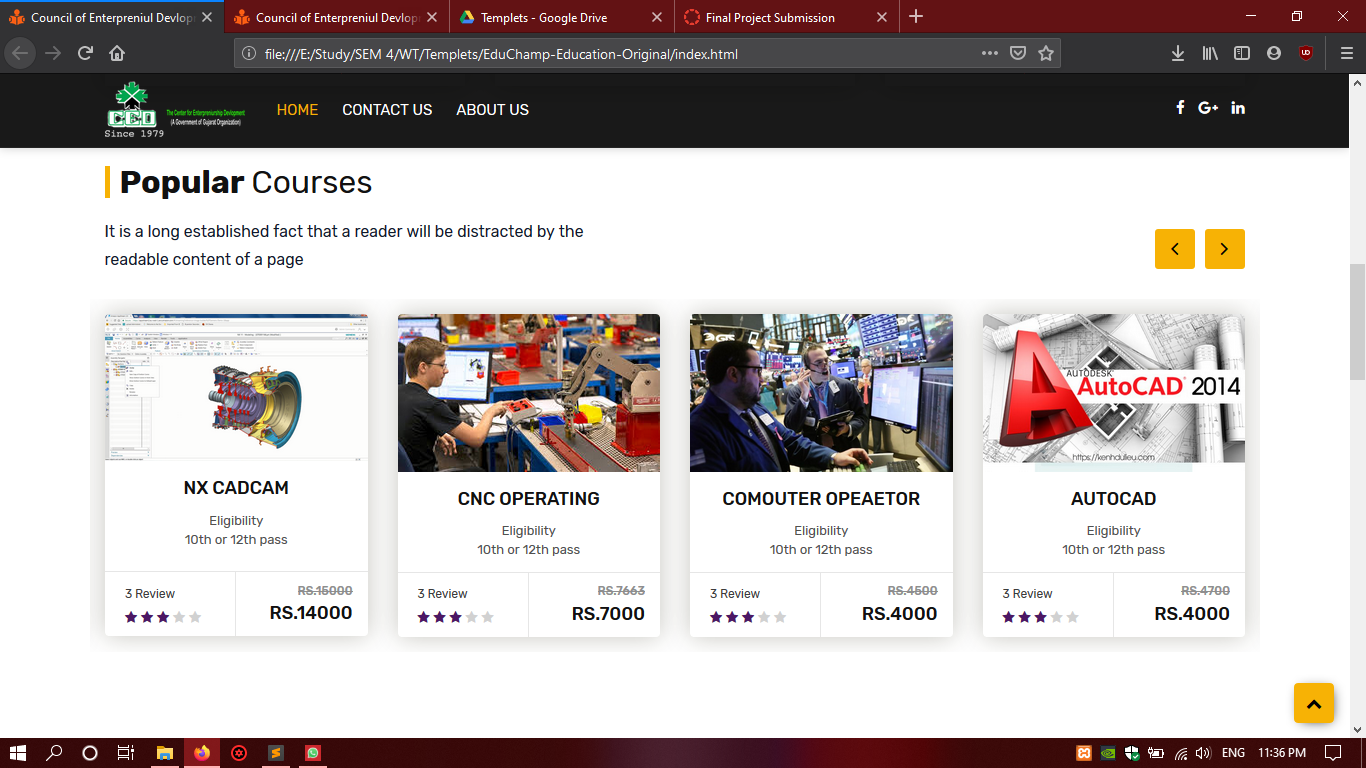 Council of Enterpreniul Devlop
Council of Enterpreniul Devlop
Templets - Google Drive
Final Project Submission
file:///E:/Study/SEM 4/WT/Templets/EduChamp-Education-Original/index.html
CED
Since 1979
The Center for Enterpreniurship Devlopment
(A Government of Gujarat Organization)
HOME
CONTACT US
ABOUT US
Popular Courses
It is a long established fact that a reader will be distracted by the
readable content of a page
AUTODESK
AutoCAD 2014
https://kenhdulieu.com
NX CADCAM
Eligibility
10th or 12th pass
3 Review
RS.15000
RS.14000
CNC OPERATING
Eligibility
10th or 12th pass
3 Review
RS.7663
RS.7000
COMOUTER OPEAETOR
Eligibility
10th or 12th pass
3 Review
RS.4500
RS.4000
AUTOCAD
Eligibility
10th or 12th pass
3 Review
RS.4700
RS.4000
ENG
11:36 PM